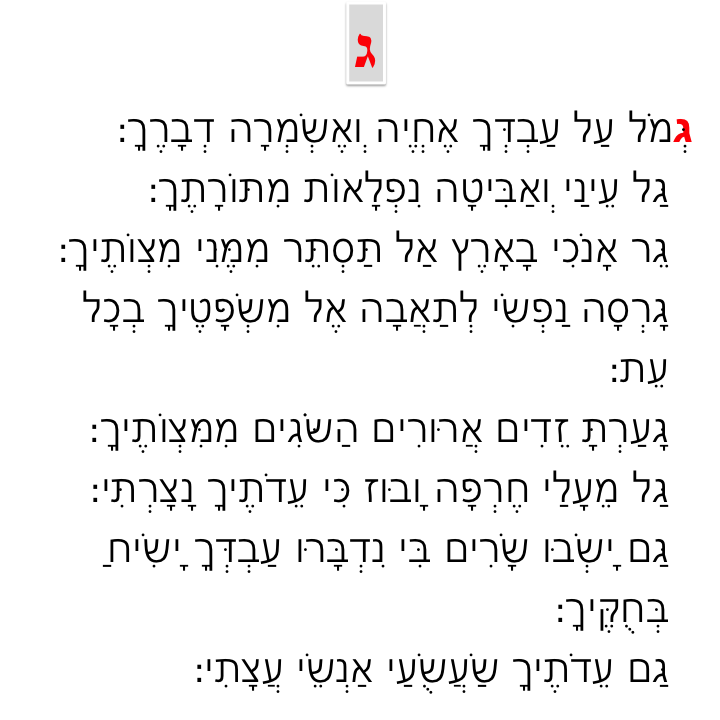 ג
גְּמֹל עַל עַבְדְּךָ אֶחְיֶה וְאֶשְׁמְרָה דְבָרֶךָ:
גַּל עֵינַי וְאַבִּיטָה נִפְלָאוֹת מִתּוֹרָתֶךָ:
גֵּר אָנֹכִי בָאָרֶץ אַל תַּסְתֵּר מִמֶּנִּי מִצְוֹתֶיךָ:
גָּרְסָה נַפְשִׁי לְתַאֲבָה אֶל מִשְׁפָּטֶיךָ בְכָל
עֵת:
גָּעַרְתָּ זֵדִים אֲרוּרִים הַשֹּׁגִים מִמִּצְוֹתֶיךָ:
גַּל מֵעָלַי חֶרְפָּה וָבוּז כִּי עֵדֹתֶיךָ נָצָרְתִּי:
גַּם יָשְׁבוּ שָׂרִים בִּי נִדְבָּרוּ עַבְדְּךָ יָשִׂיחַ
בְּחֻקֶּיךָ:
גַּם עֵדֹתֶיךָ שַׁעֲשֻׁעָי אַנְשֵׁי עֲצָתִי: